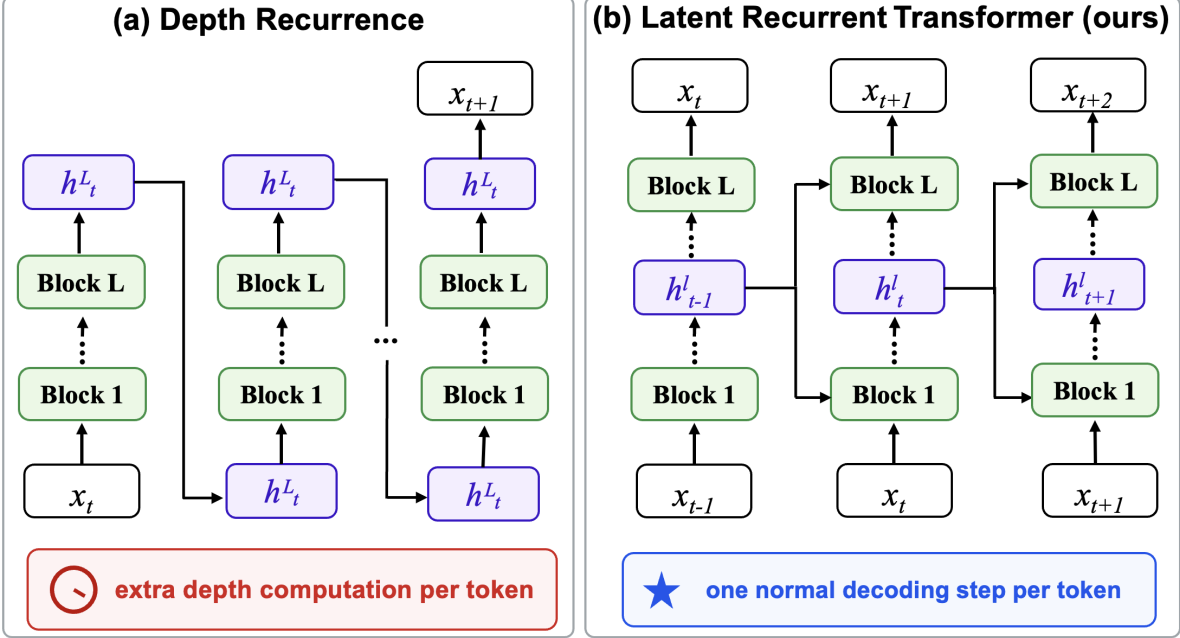 (a) Depth Recurrence
x_{t+1}
h^L_t h^L_t h^L_t
Block L Block L Block L
...
Block 1 Block 1 Block 1
x_t h^L_t h^L_t
extra depth computation per token
(b) Latent Recurrent Transformer (ours)
x_t x_{t+1} x_{t+2}
Block L Block L Block L
h^l_{t-1} h^l_t h^l_{t+1}
Block 1 Block 1 Block 1
x_{t-1} x_t x_{t+1}
one normal decoding step per token